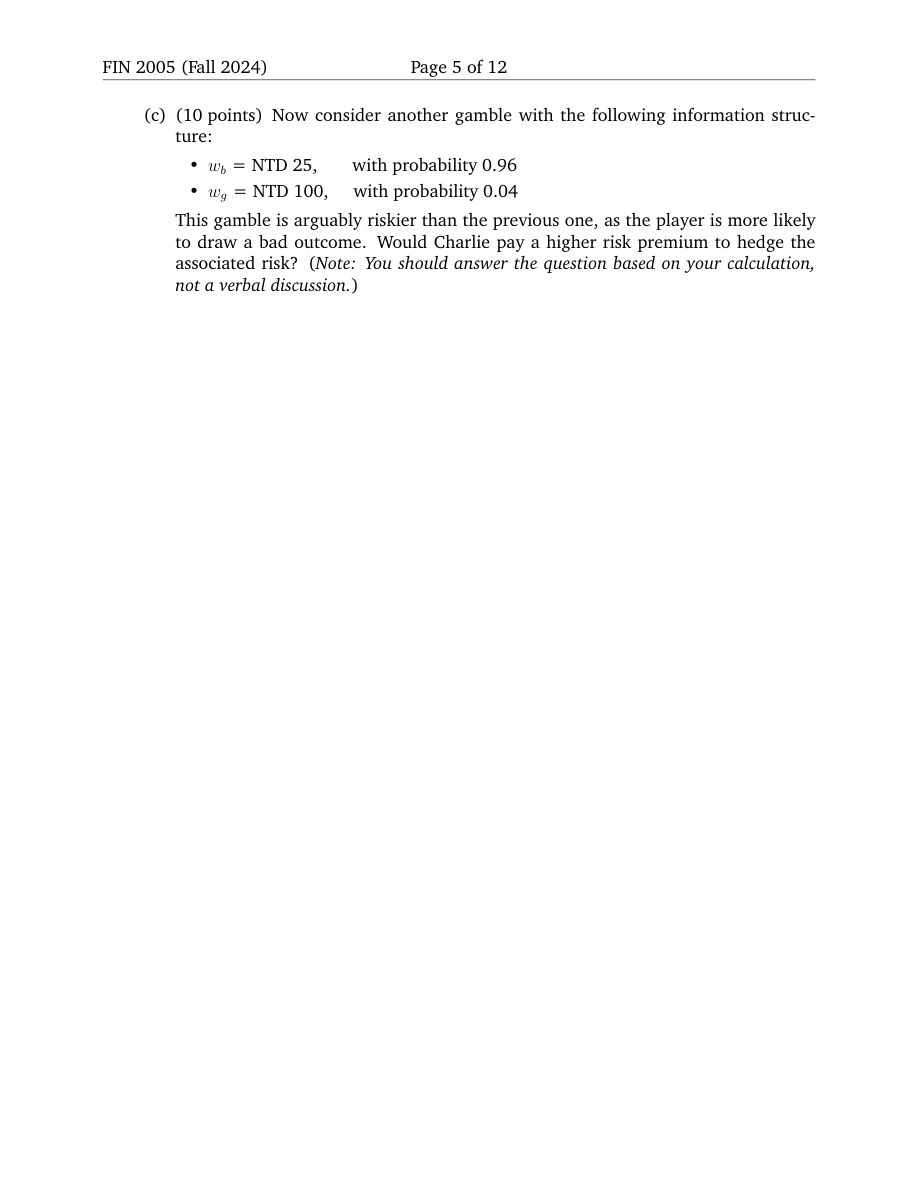 FIN 2005 (Fall 2024) Page 5 of 12
(c) (10 points) Now consider another gamble with the following information struc-
ture:
• w_b = NTD 25, with probability 0.96
• w_g = NTD 100, with probability 0.04
This gamble is arguably riskier than the previous one, as the player is more likely
to draw a bad outcome. Would Charlie pay a higher risk premium to hedge the
associated risk? (Note: You should answer the question based on your calculation,
not a verbal discussion.)